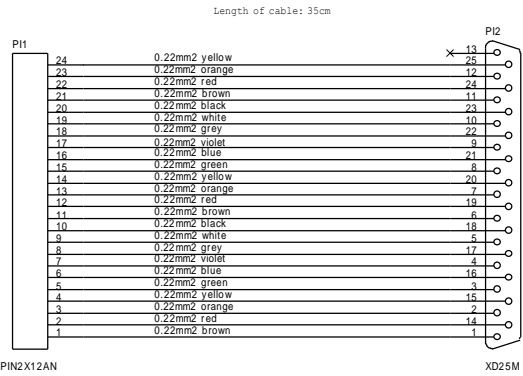 Length of cable: 35cm
PI1
PI2
13
24 0.22mm2 yellow 25
23 0.22mm2 orange 12
22 0.22mm2 red 24
21 0.22mm2 brown 11
20 0.22mm2 black 23
19 0.22mm2 white 10
18 0.22mm2 grey 22
17 0.22mm2 violet 9
16 0.22mm2 blue 21
15 0.22mm2 green 8
14 0.22mm2 yellow 20
13 0.22mm2 orange 7
12 0.22mm2 red 19
11 0.22mm2 brown 6
10 0.22mm2 black 18
9 0.22mm2 white 5
8 0.22mm2 grey 17
7 0.22mm2 violet 4
6 0.22mm2 blue 16
5 0.22mm2 green 3
4 0.22mm2 yellow 15
3 0.22mm2 orange 2
2 0.22mm2 red 14
1 0.22mm2 brown 1
PIN2X12AN
XD25M